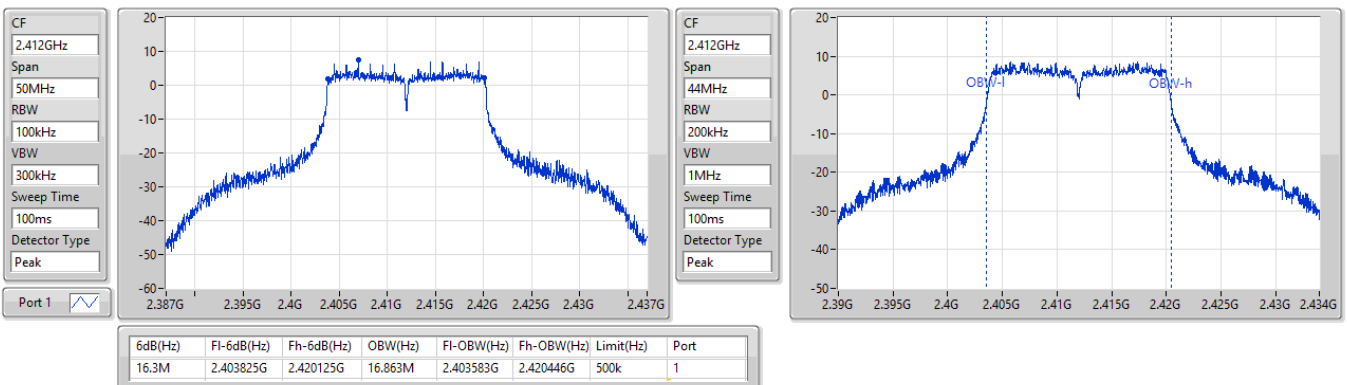 CF
2.412GHz
Span
50MHz
RBW
100kHz
VBW
300kHz
Sweep Time
100ms
Detector Type
Peak
Port 1
20
10
0
-10
-20
-30
-40
-50
-60
2.387G 2.395G 2.4G 2.405G 2.41G 2.415G 2.42G 2.425G 2.43G 2.437G
CF
2.412GHz
Span
44MHz
RBW
200kHz
VBW
1MHz
Sweep Time
100ms
Detector Type
Peak
20
10
0
-10
-20
-30
-40
-50
OBW-l OBW-h
2.39G 2.395G 2.4G 2.405G 2.41G 2.415G 2.42G 2.425G 2.43G 2.434G
6dB(Hz) Fl-6dB(Hz) Fh-6dB(Hz) OBW(Hz) Fl-OBW(Hz) Fh-OBW(Hz) Limit(Hz) Port
16.3M 2.403825G 2.420125G 16.863M 2.403583G 2.420446G 500k 1